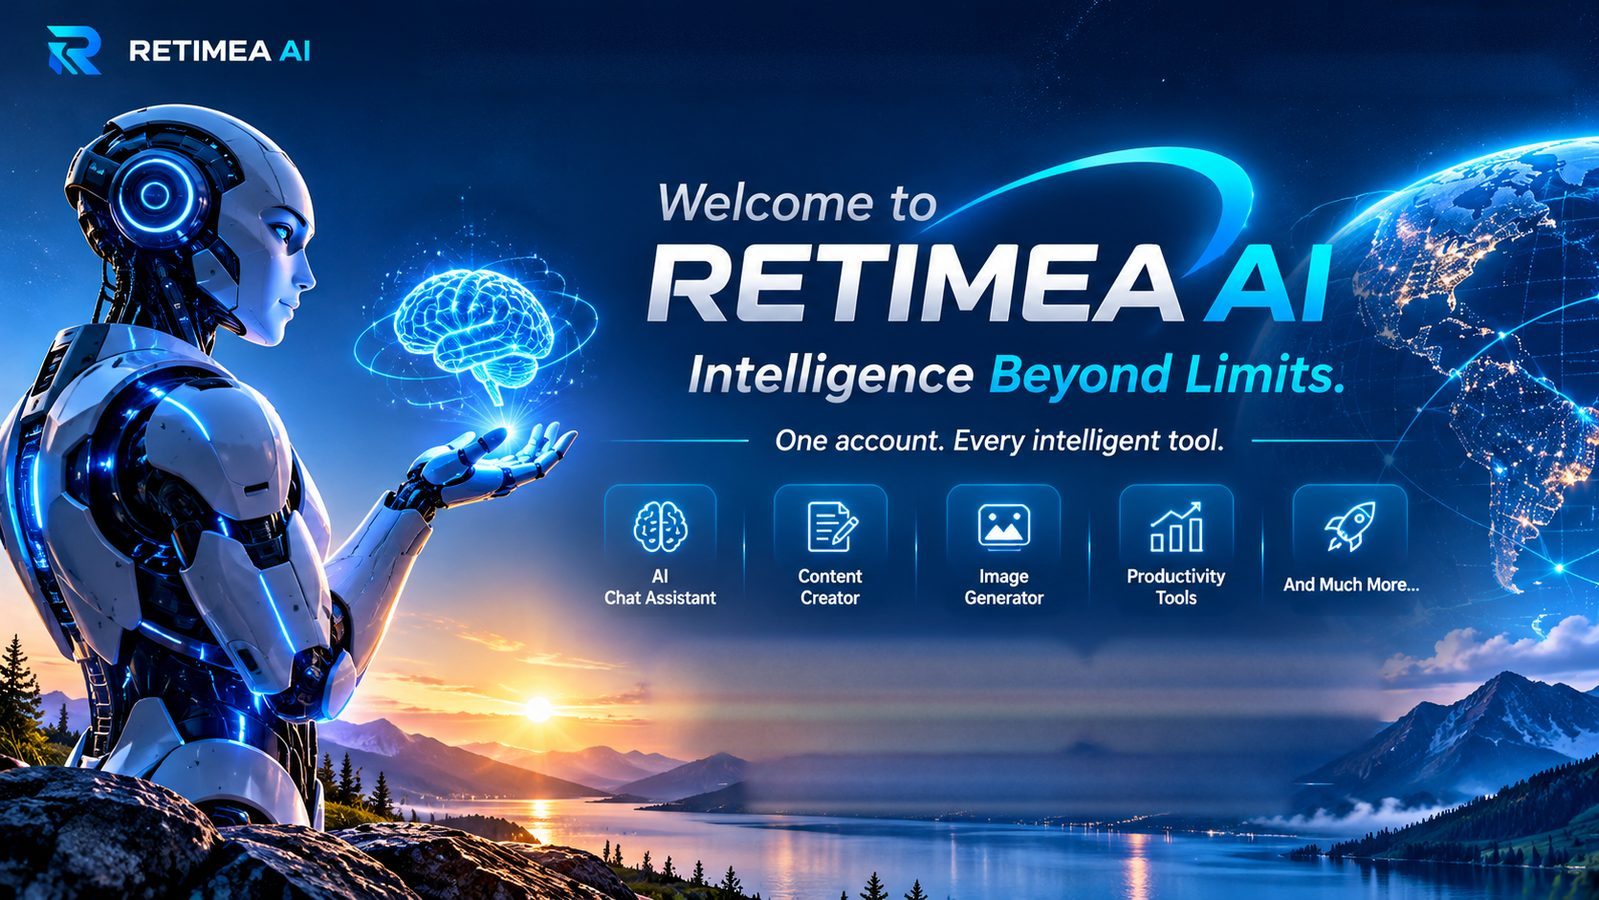 RETIMEA AI
Welcome to
RETIMEA AI
Intelligence Beyond Limits.
One account. Every intelligent tool.
AI
Chat Assistant
Content
Creator
Image
Generator
Productivity
Tools
And Much More...